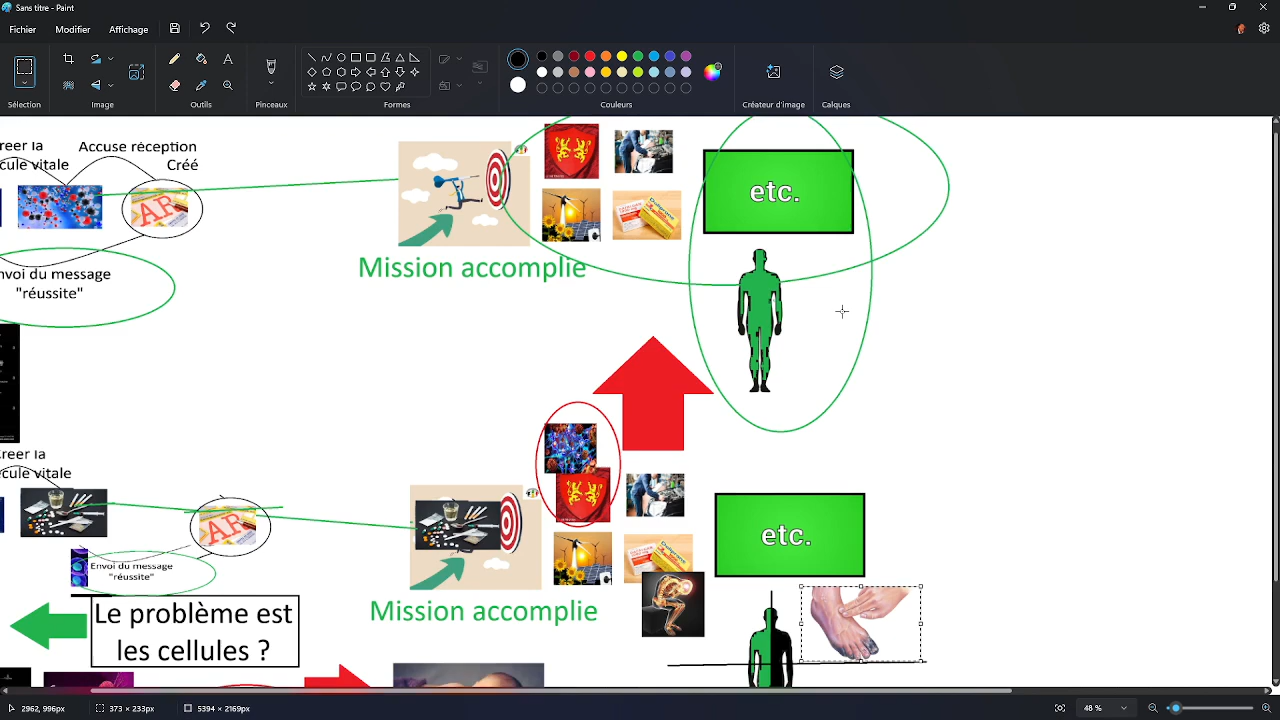 Sans titre - Paint
Fichier
Modifier
Affichage
Sélection
Image
Outils
Pinceaux
Formes
Couleurs
Créateur d'image
Calques
reer la
cule vitale
Accuse réception
Créé
AR
nvoi du message
"réussite"
Mission accomplie
etc.
reer la
cule vitale
AR
Envoi du message
"réussite"
Mission accomplie
etc.
Le problème est
les cellules ?
2962, 996px
373 × 233px
5394 × 2169px
48 %